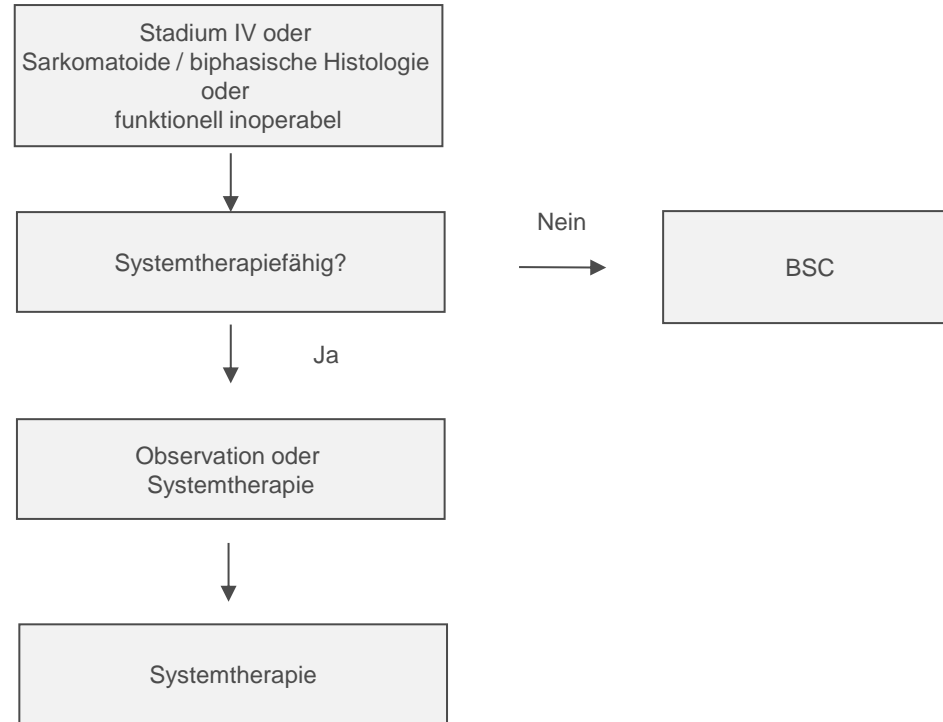 Stadium IV oder
Sarkomatoide / biphasische Histologie
oder
funktionell inoperabel
Systemtherapiefähig?
Nein
BSC
Ja
Observation oder
Systemtherapie
Systemtherapie